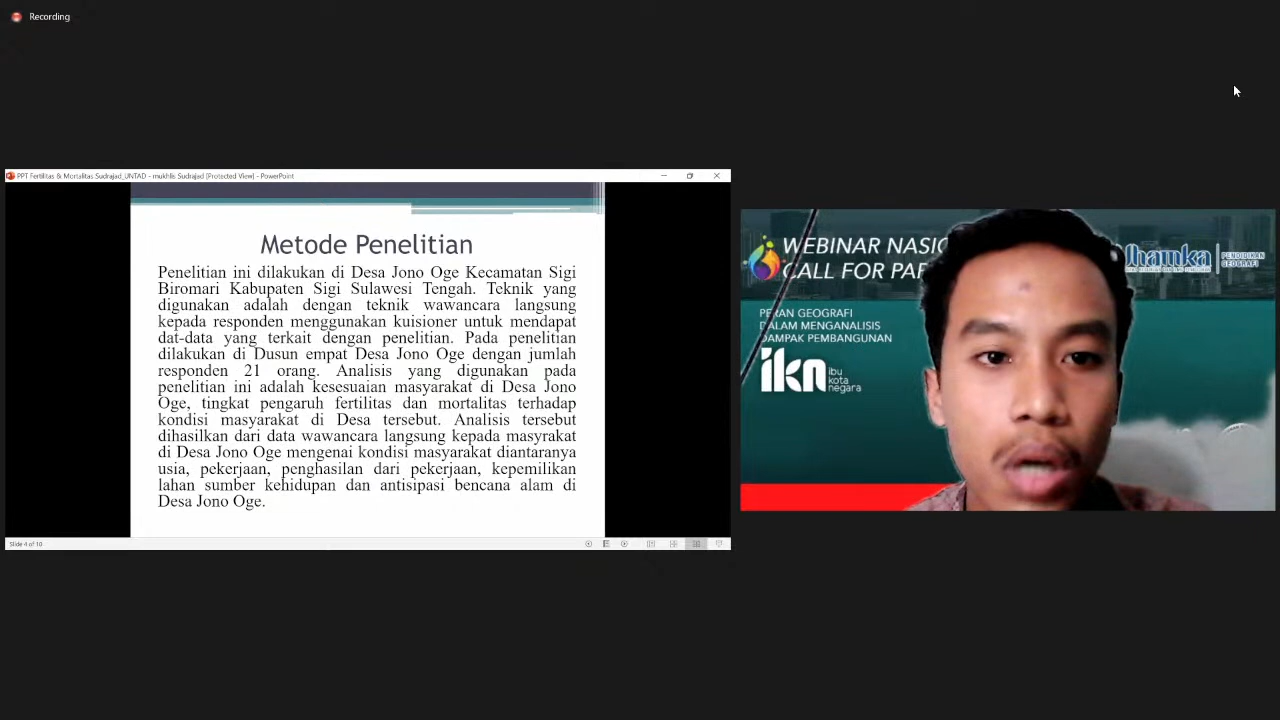 Recording
PPT Fertilitas & Mortalitas Sudrajad_UNTAD - mukhlis Sudrajad [Protected View] - PowerPoint
Metode Penelitian
Penelitian ini dilakukan di Desa Jono Oge Kecamatan Sigi
Biromari Kabupaten Sigi Sulawesi Tengah. Teknik yang
digunakan adalah dengan teknik wawancara langsung
kepada responden menggunakan kuisioner untuk mendapat
dat-data yang terkait dengan penelitian. Pada penelitian
dilakukan di Dusun empat Desa Jono Oge dengan jumlah
responden 21 orang. Analisis yang digunakan pada
penelitian ini adalah kesesuaian masyarakat di Desa Jono
Oge, tingkat pengaruh fertilitas dan mortalitas terhadap
kondisi masyarakat di Desa tersebut. Analisis tersebut
dihasilkan dari data wawancara langsung kepada masyrakat
di Desa Jono Oge mengenai kondisi masyarakat diantaranya
usia, pekerjaan, penghasilan dari pekerjaan, kepemilikan
lahan sumber kehidupan dan antisipasi bencana alam di
Desa Jono Oge.
Slide 4 of 10
WEBINAR NASIO
CALL FOR PAP
Uhamka
PENDIDIKAN
GEOGRAFI
PERAN GEOGRAFI
DALAM MENGANALISIS
DAMPAK PEMBANGUNAN
ikn ibu
kota
negara